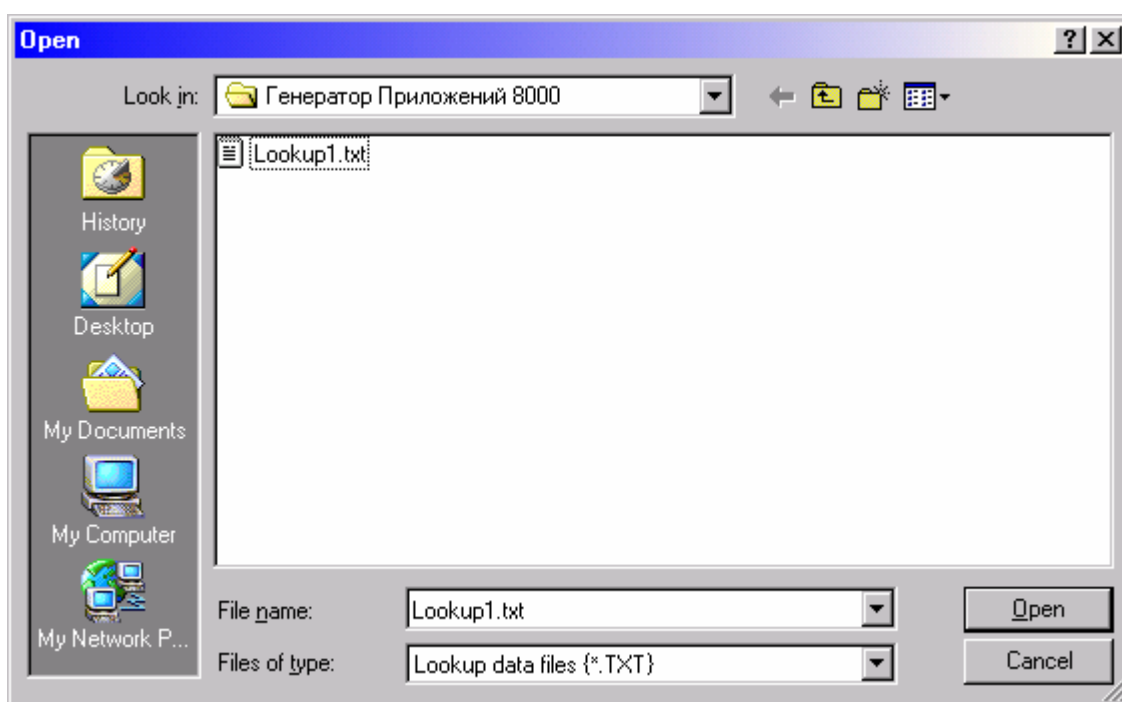 Open
Look in: Генератор Приложений 8000
Lookup1.txt
History
Desktop
My Documents
My Computer
My Network P...
File name: Lookup1.txt Open
Files of type: Lookup data files {*.TXT} Cancel